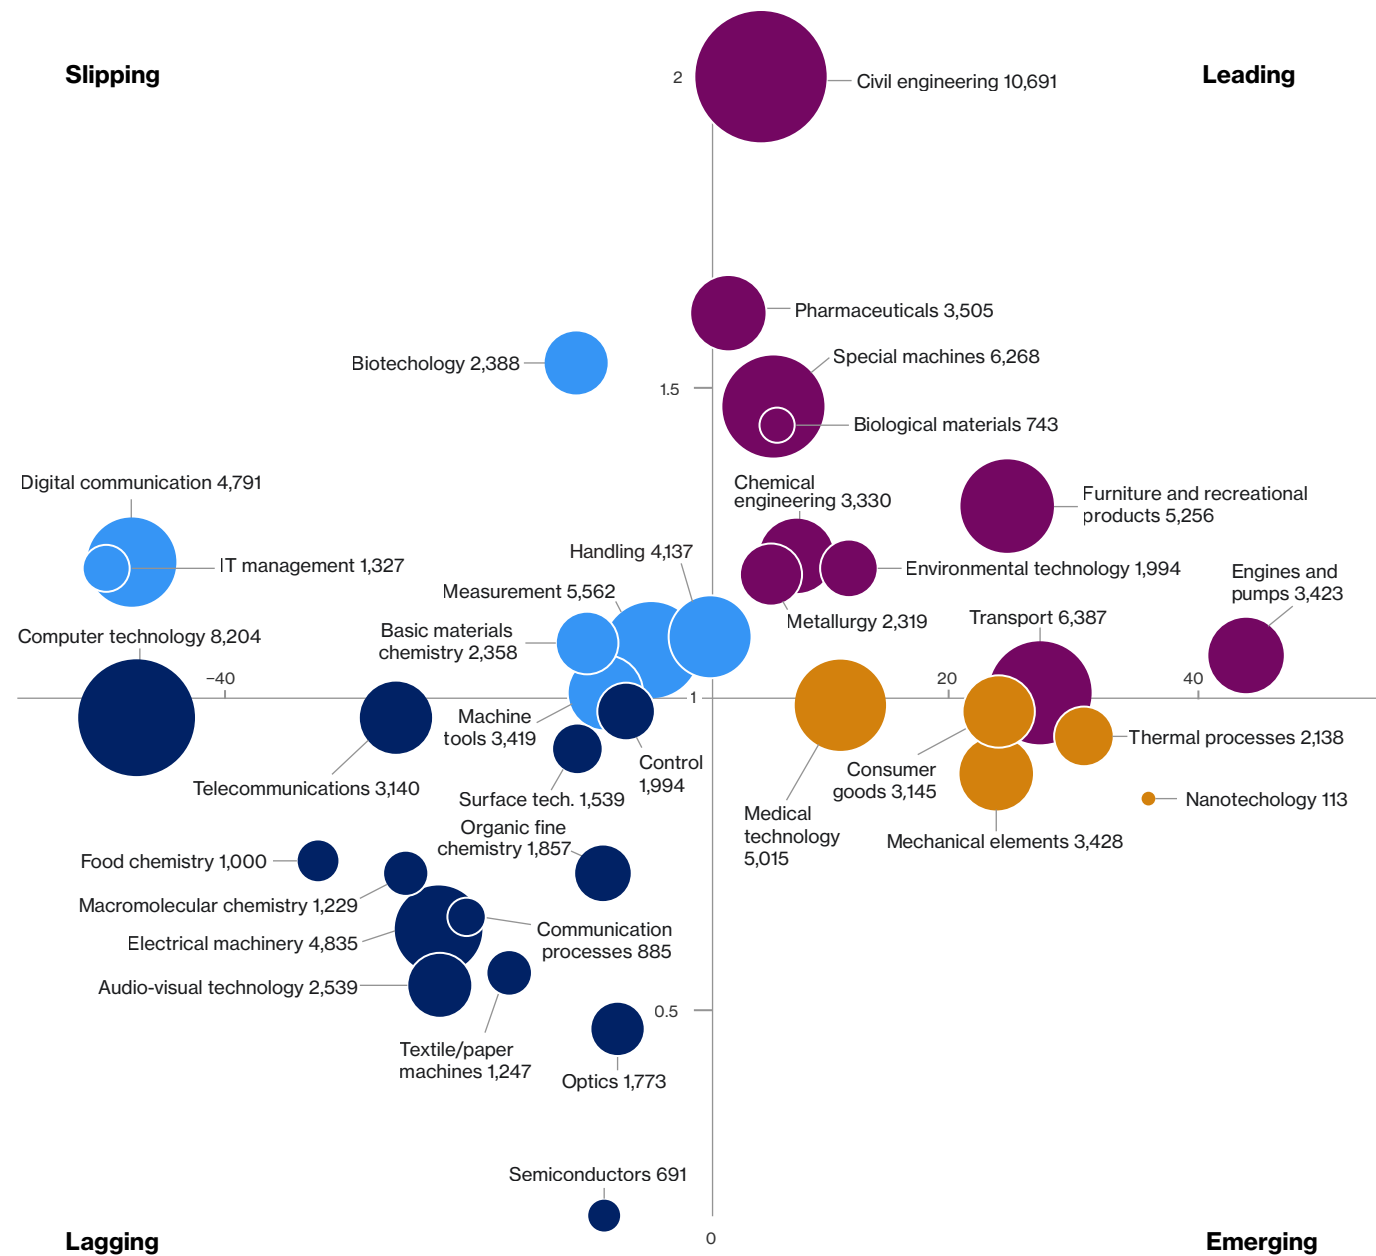 Slipping
Leading
2
Civil engineering 10,691
Pharmaceuticals 3,505
Special machines 6,268
Biotechology 2,388
1.5
Biological materials 743
Digital communication 4,791
Chemical
engineering 3,330
Furniture and recreational
products 5,256
Handling 4,137
IT management 1,327
Environmental technology 1,994
Engines and
pumps 3,423
Measurement 5,562
Metallurgy 2,319
Transport 6,387
Computer technology 8,204
Basic materials
chemistry 2,358
−40
20
40
1
Machine
tools 3,419
Thermal processes 2,138
Control
1,994
Consumer
goods 3,145
Telecommunications 3,140
Surface tech. 1,539
Nanotechology 113
Medical
technology
5,015
Organic fine
chemistry 1,857
Mechanical elements 3,428
Food chemistry 1,000
Macromolecular chemistry 1,229
Communication
processes 885
Electrical machinery 4,835
Audio-visual technology 2,539
0.5
Textile/paper
machines 1,247
Optics 1,773
Semiconductors 691
0
Lagging
Emerging